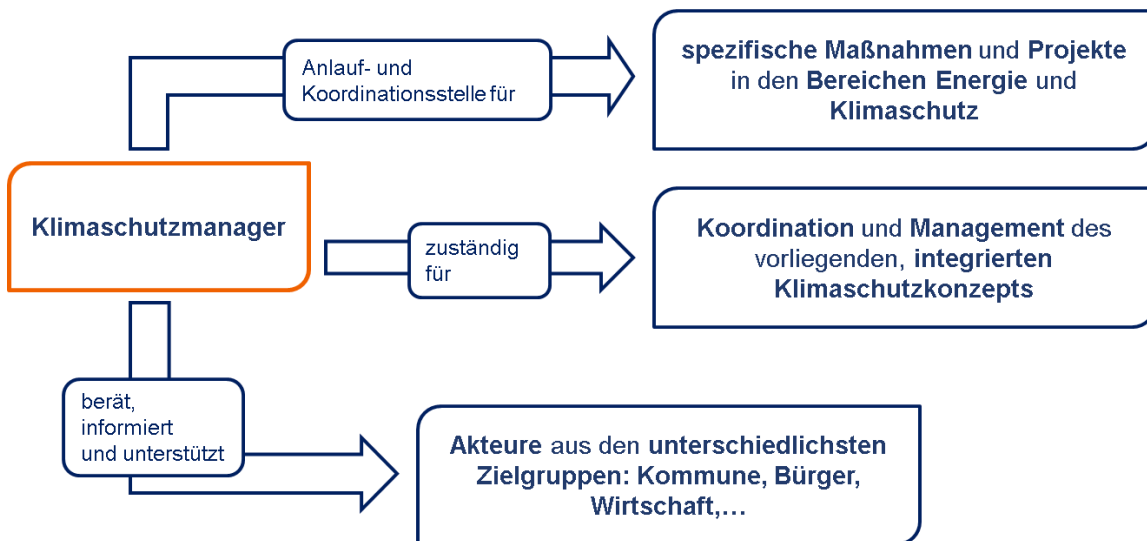 Anlauf- und
Koordinationsstelle für
spezifische Maßnahmen und Projekte
in den Bereichen Energie und
Klimaschutz
Klimaschutzmanager
zuständig
für
Koordination und Management des
vorliegenden, integrierten
Klimaschutzkonzepts
berät,
informiert
und unterstützt
Akteure aus den unterschiedlichsten
Zielgruppen: Kommune, Bürger,
Wirtschaft,…